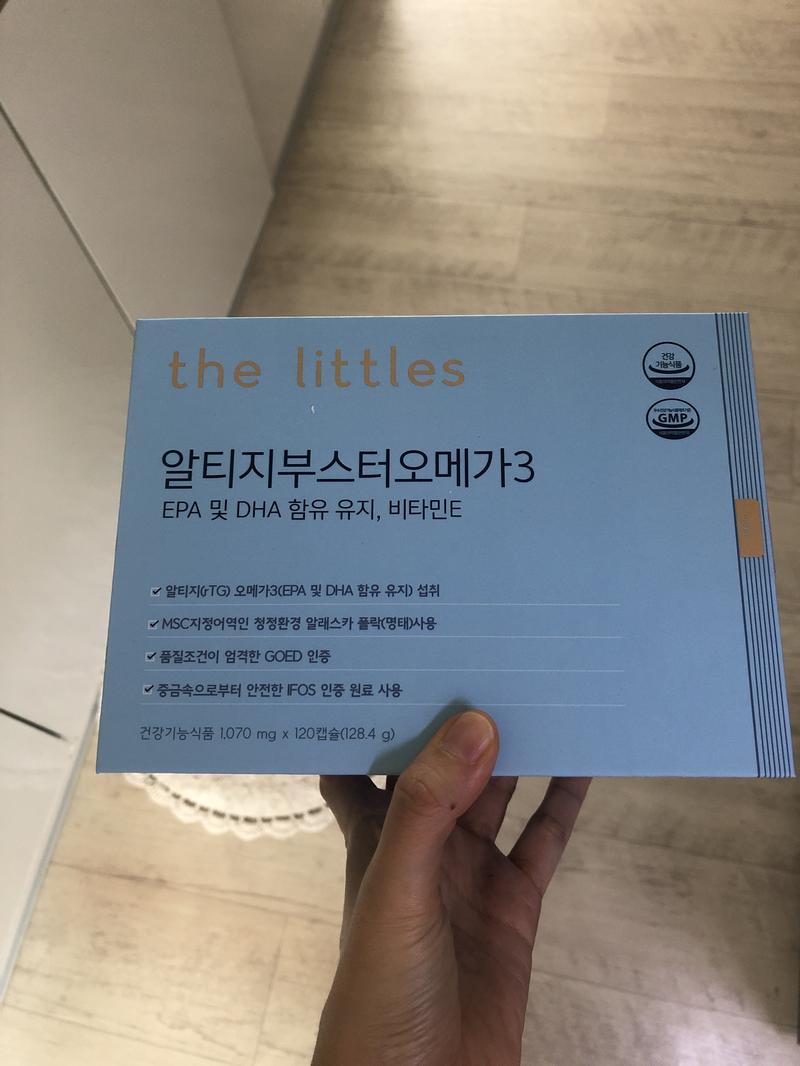 the littles
건강
기능식품
GMP
알티지부스터오메가3
EPA 및 DHA 함유 유지, 비타민E
알티지(rTG) 오메가3(EPA 및 DHA 함유 유지) 섭취
MSC지정어역인 청정환경 알래스카 폴락(명태)사용
품질조건이 엄격한 GOED 인증
중금속으로부터 안전한 IFOS 인증 원료 사용
건강기능식품 1,070 mg x 120캡슐(128.4 g)